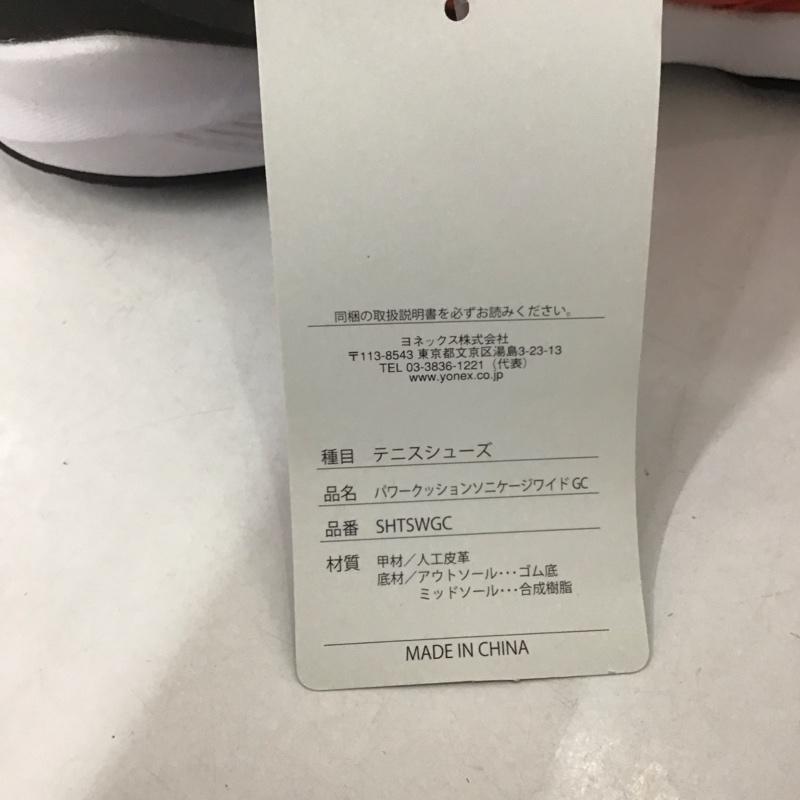 同梱の取扱説明書を必ずお読みください。
ヨネックス株式会社
〒113-8543 東京都文京区湯島3-23-13
TEL 03-3836-1221（代表）
www.yonex.co.jp
種目 テニスシューズ
品名 パワークッションソニケージワイドGC
品番 SHTSWGC
材質 甲材／人工皮革
底材／アウトソール･･･ゴム底
ミッドソール･･･合成樹脂
MADE IN CHINA